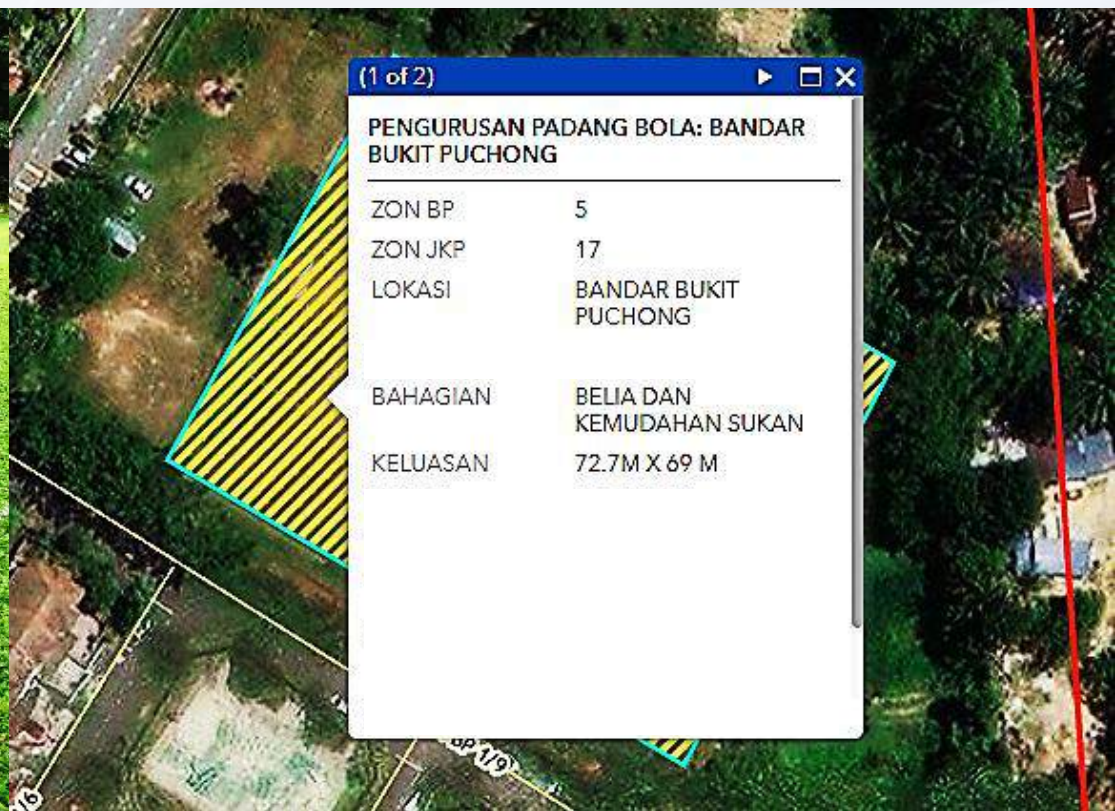 (1 of 2)
PENGURUSAN PADANG BOLA: BANDAR
BUKIT PUCHONG
ZON BP 5
ZON JKP 17
LOKASI BANDAR BUKIT
PUCHONG
BAHAGIAN BELIA DAN
KEMUDAHAN SUKAN
KELUASAN 72.7M X 69 M
BP 1/9